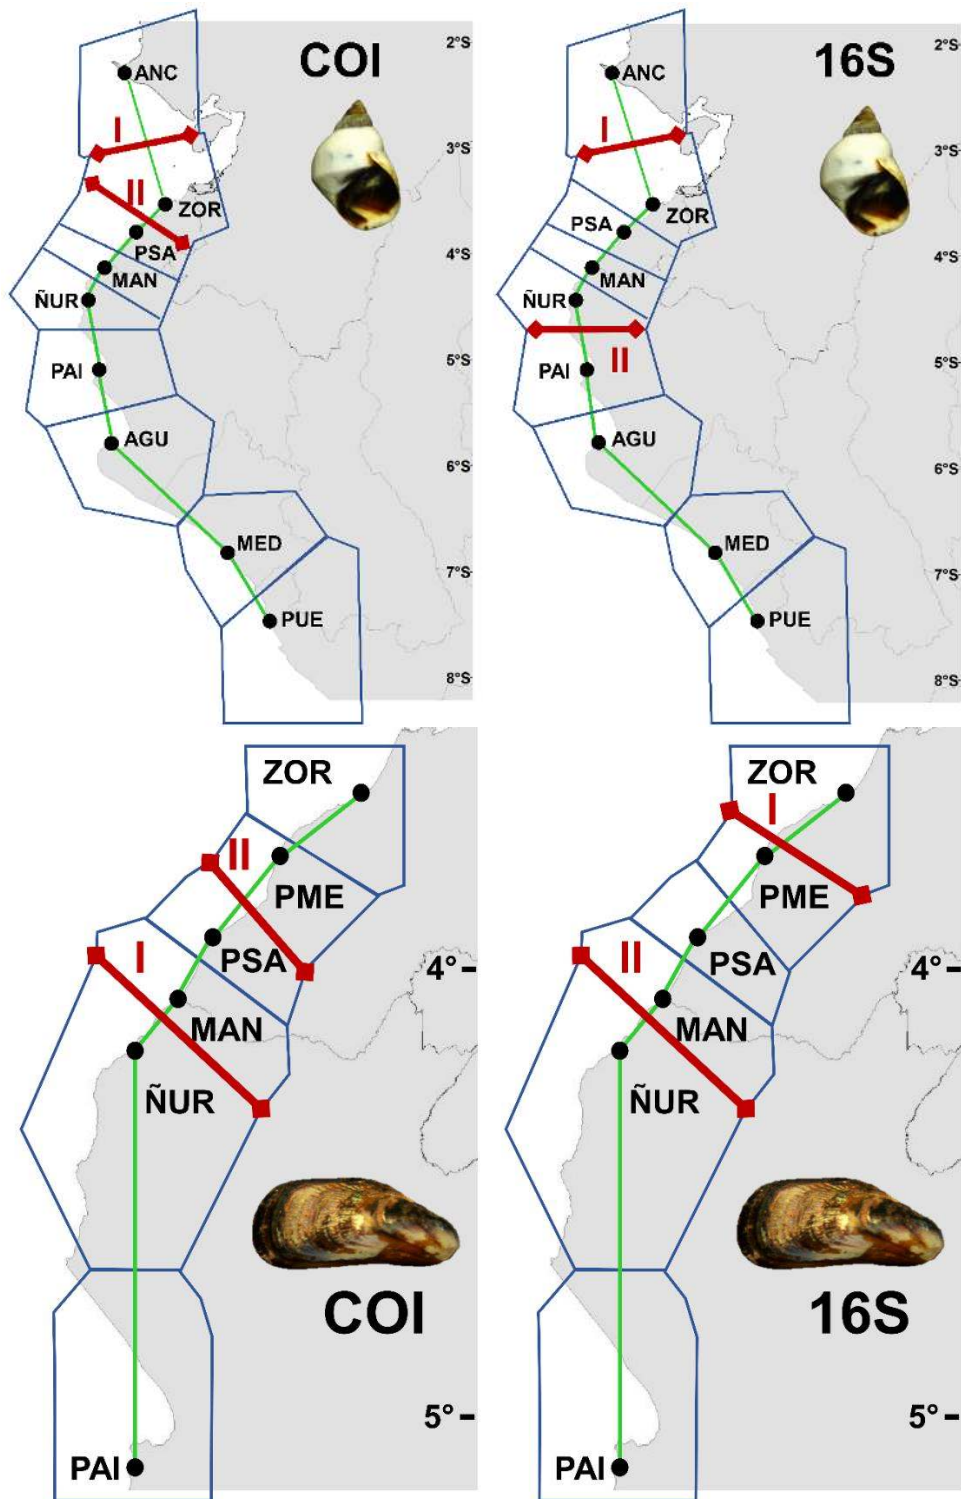 COI
2°S
ANC
I
3°S
II
ZOR
PSA
4°S
MAN
ÑUR
PAI
5°S
AGU
6°S
MED
7°S
PUE
8°S
16S
2°S
ANC
I
3°S
ZOR
PSA
4°S
MAN
ÑUR
PAI
II
5°S
AGU
6°S
MED
7°S
PUE
8°S
ZOR
II
PME
I
PSA
4°
MAN
ÑUR
COI
5°
PAI
ZOR
I
PME
II
PSA
4°
MAN
ÑUR
16S
5°
PAI